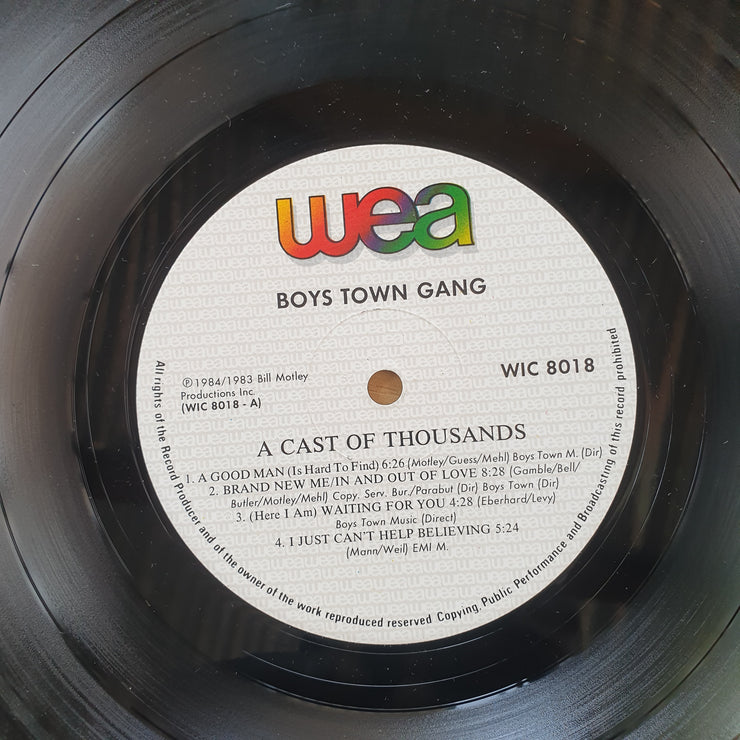 wea
BOYS TOWN GANG
℗ 1984/1983 Bill Motley
Productions Inc.
(WIC 8018 - A)
WIC 8018
A CAST OF THOUSANDS
1. A GOOD MAN (Is Hard To Find) 6:26 (Motley/Guess/Mehl) Boys Town M. (Dir)
2. BRAND NEW ME/IN AND OUT OF LOVE 8:28 (Gamble/Bell/
Butler/Motley/Mehl) Copy. Serv. Bur./Parabut (Dir) Boys Town (Dir)
3. (Here I Am) WAITING FOR YOU 4:28 (Eberhard/Levy)
Boys Town Music (Direct)
4. I JUST CAN'T HELP BELIEVING 5:24
(Mann/Weil) EMI M.
All rights of the Record Producer and of the owner of the work reproduced reserved Copying, Public Performance and Broadcasting of this record prohibited